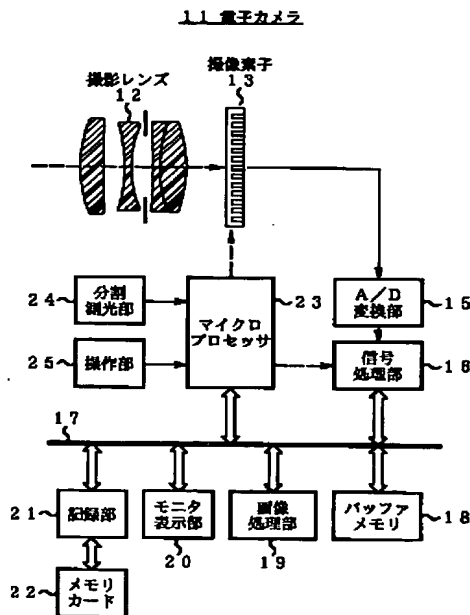 11 電子カメラ
撮影レンズ
12
撮像素子
13
24
分割
測光部
25
操作部
マイクロ
プロセッサ
23
A/D
変換部
15
信号
処理部
16
17
21
記録部
モニタ
表示部
20
画像
処理部
19
バッファ
メモリ
18
22
メモリ
カード